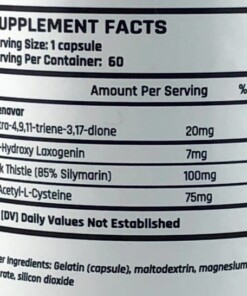 SUPPLEMENT FACTS
rving Size: 1 capsule
rving Per Container: 60
Amount Per Serving %
enavar
tra-4,9,11-triene-3,17-dione 20mg
-Hydroxy Laxogenin 7mg
k Thistle (85% Silymarin) 100mg
Acetyl-L-Cysteine 75mg
(DV) Daily Values Not Established
er Ingredients: Gelatin (capsule), maltodextrin, magnesium
rate, silicon dioxide